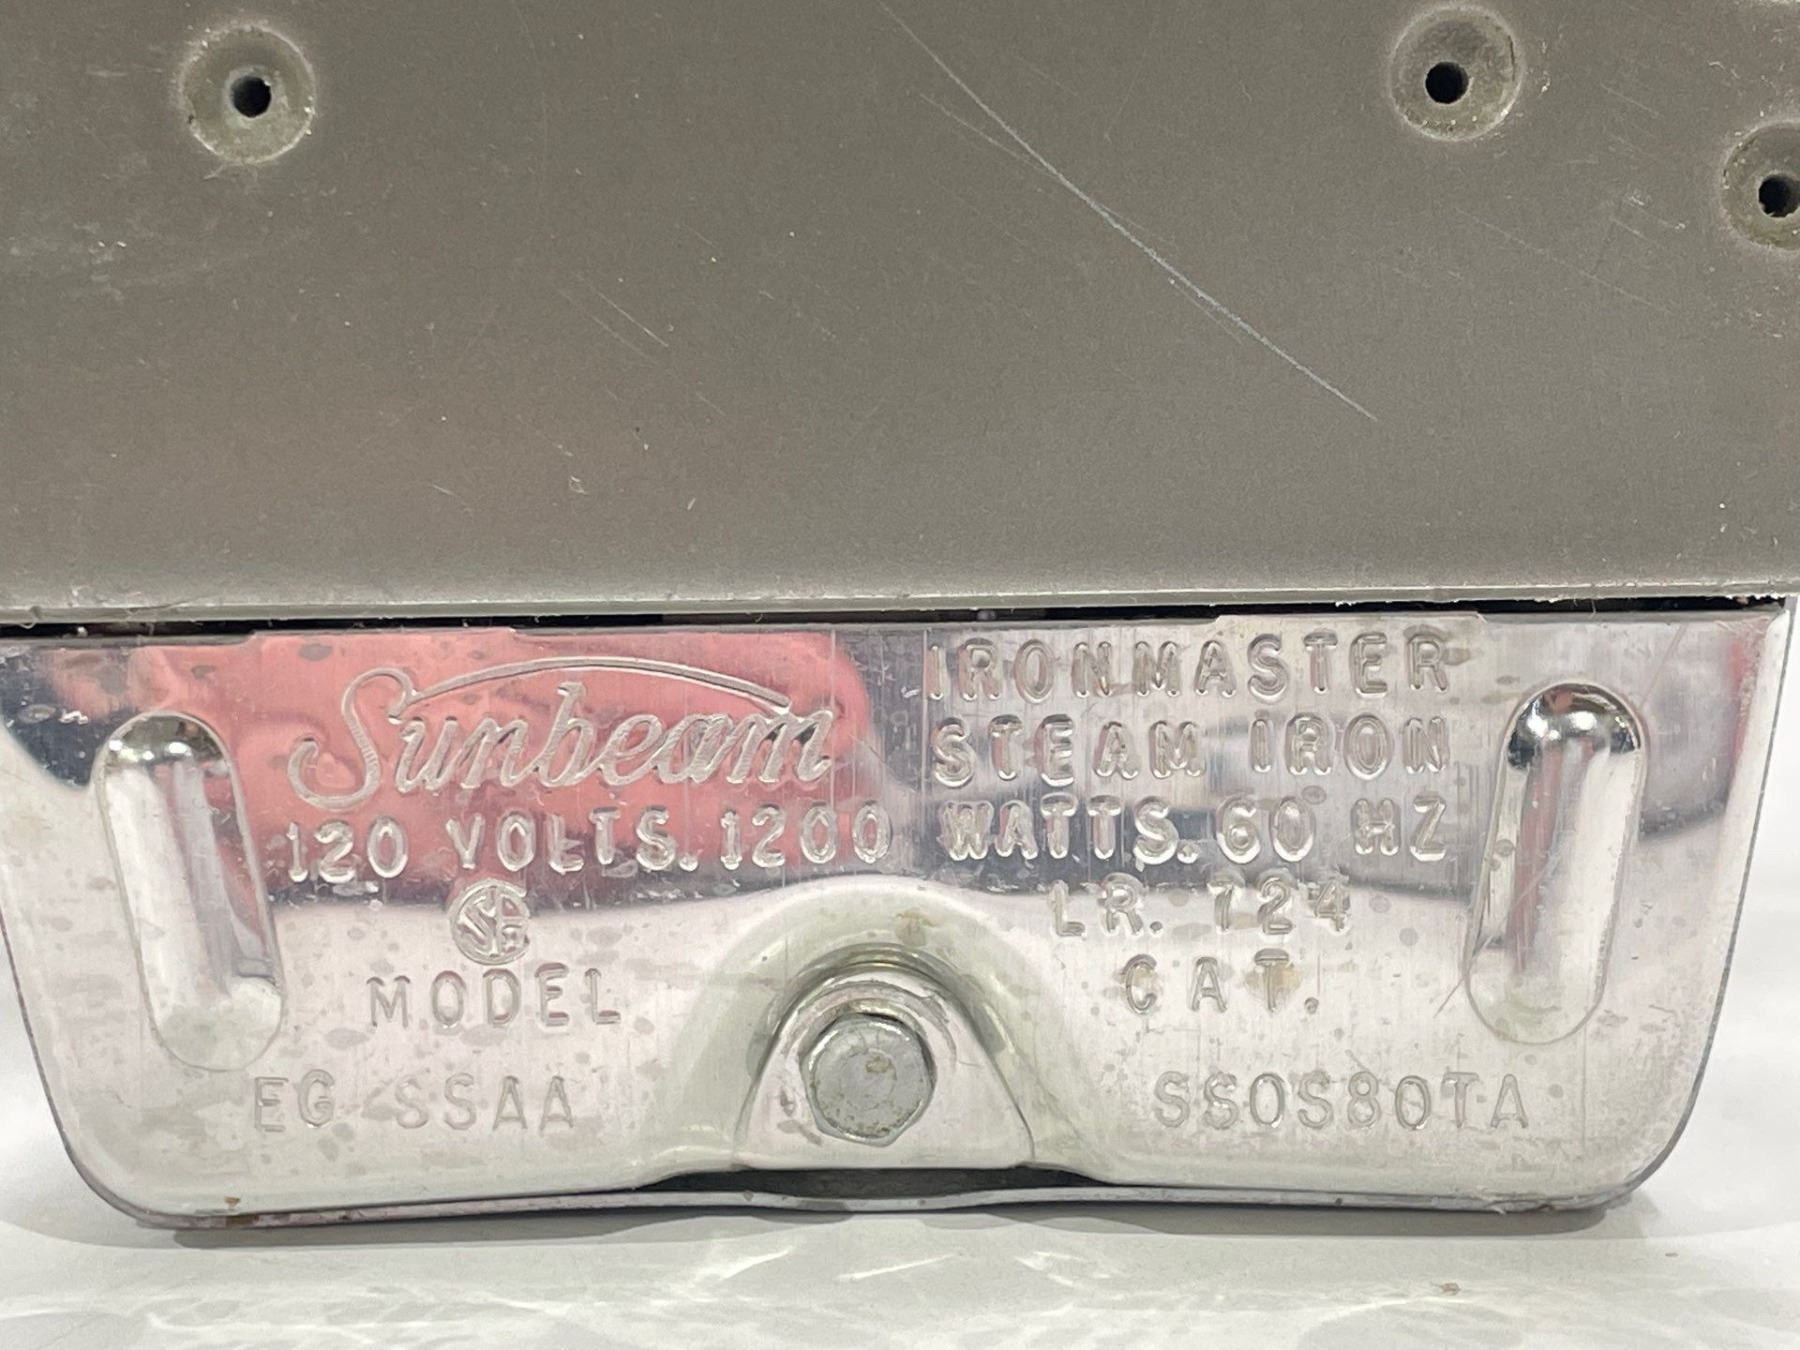 Sunbeam IRONMASTER
STEAM IRON
120 VOLTS. 1200 WATTS. 60 HZ
LR. 724
MODEL CAT.
EG SSAA SSOS80TA